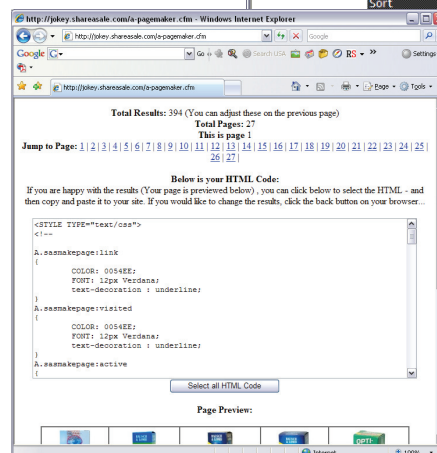 Sort
http://jokey.shareasale.com/a-pagemaker.cfm - Windows Internet Explorer
http://jokey.shareasale.com/a-pagemaker.cfm
Google
Google G
Go
Search USA
RS
Settings
http://jokey.shareasale.com/a-pagemaker.cfm
Page
Tools
Total Results: 394 (You can adjust these on the previous page)
Total Pages: 27
This is page 1
Jump to Page: 1 | 2 | 3 | 4 | 5 | 6 | 7 | 8 | 9 | 10 | 11 | 12 | 13 | 14 | 15 | 16 | 17 | 18 | 19 | 20 | 21 | 22 | 23 | 24 | 25 |
26 | 27 |
Below is your HTML Code:
If you are happy with the results (Your page is previewed below) , you can click below to select the HTML - and
then copy and paste it to your site. If you would like to change the results, click the back button on your browser...
<STYLE TYPE="text/css">
<!--
A.sasmakepage:link
{
COLOR: 0054EE;
FONT: 12px Verdana;
text-decoration : underline;
}
A.sasmakepage:visited
{
COLOR: 0054EE;
FONT: 12px Verdana;
text-decoration : underline;
}
A.sasmakepage:active
{
Select all HTML Code
Page Preview:
OPTI-
Internet
100%